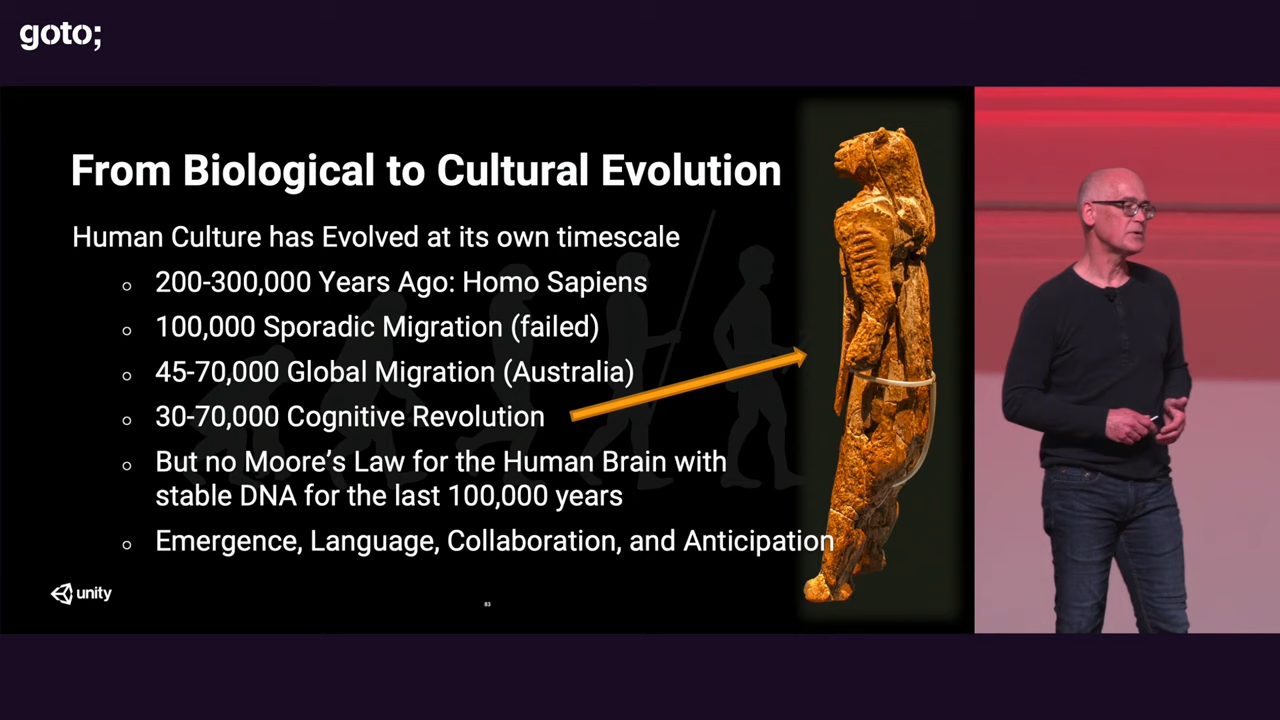 goto;
From Biological to Cultural Evolution
Human Culture has Evolved at its own timescale
○ 200-300,000 Years Ago: Homo Sapiens
○ 100,000 Sporadic Migration (failed)
○ 45-70,000 Global Migration (Australia)
○ 30-70,000 Cognitive Revolution
○ But no Moore's Law for the Human Brain with
stable DNA for the last 100,000 years
○ Emergence, Language, Collaboration, and Anticipation
unity
83